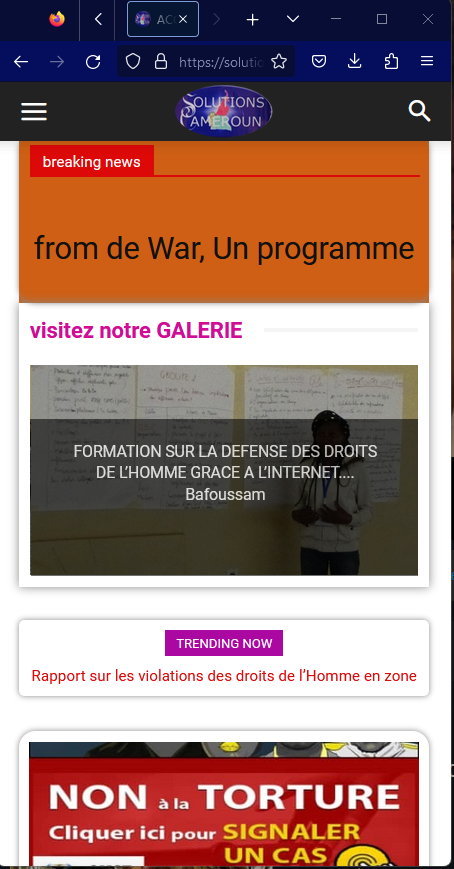 ACC
https://solutio
SOLUTIONS
CAMEROUN
breaking news
from de War, Un programme
visitez notre GALERIE
GROUPE 2
FORMATION SUR LA DEFENSE DES DROITS
DE L’HOMME GRACE A L’INTERNET....
Bafoussam
TRENDING NOW
Rapport sur les violations des droits de l’Homme en zone
NON à la TORTURE
Cliquer ici pour SIGNALER
UN CAS